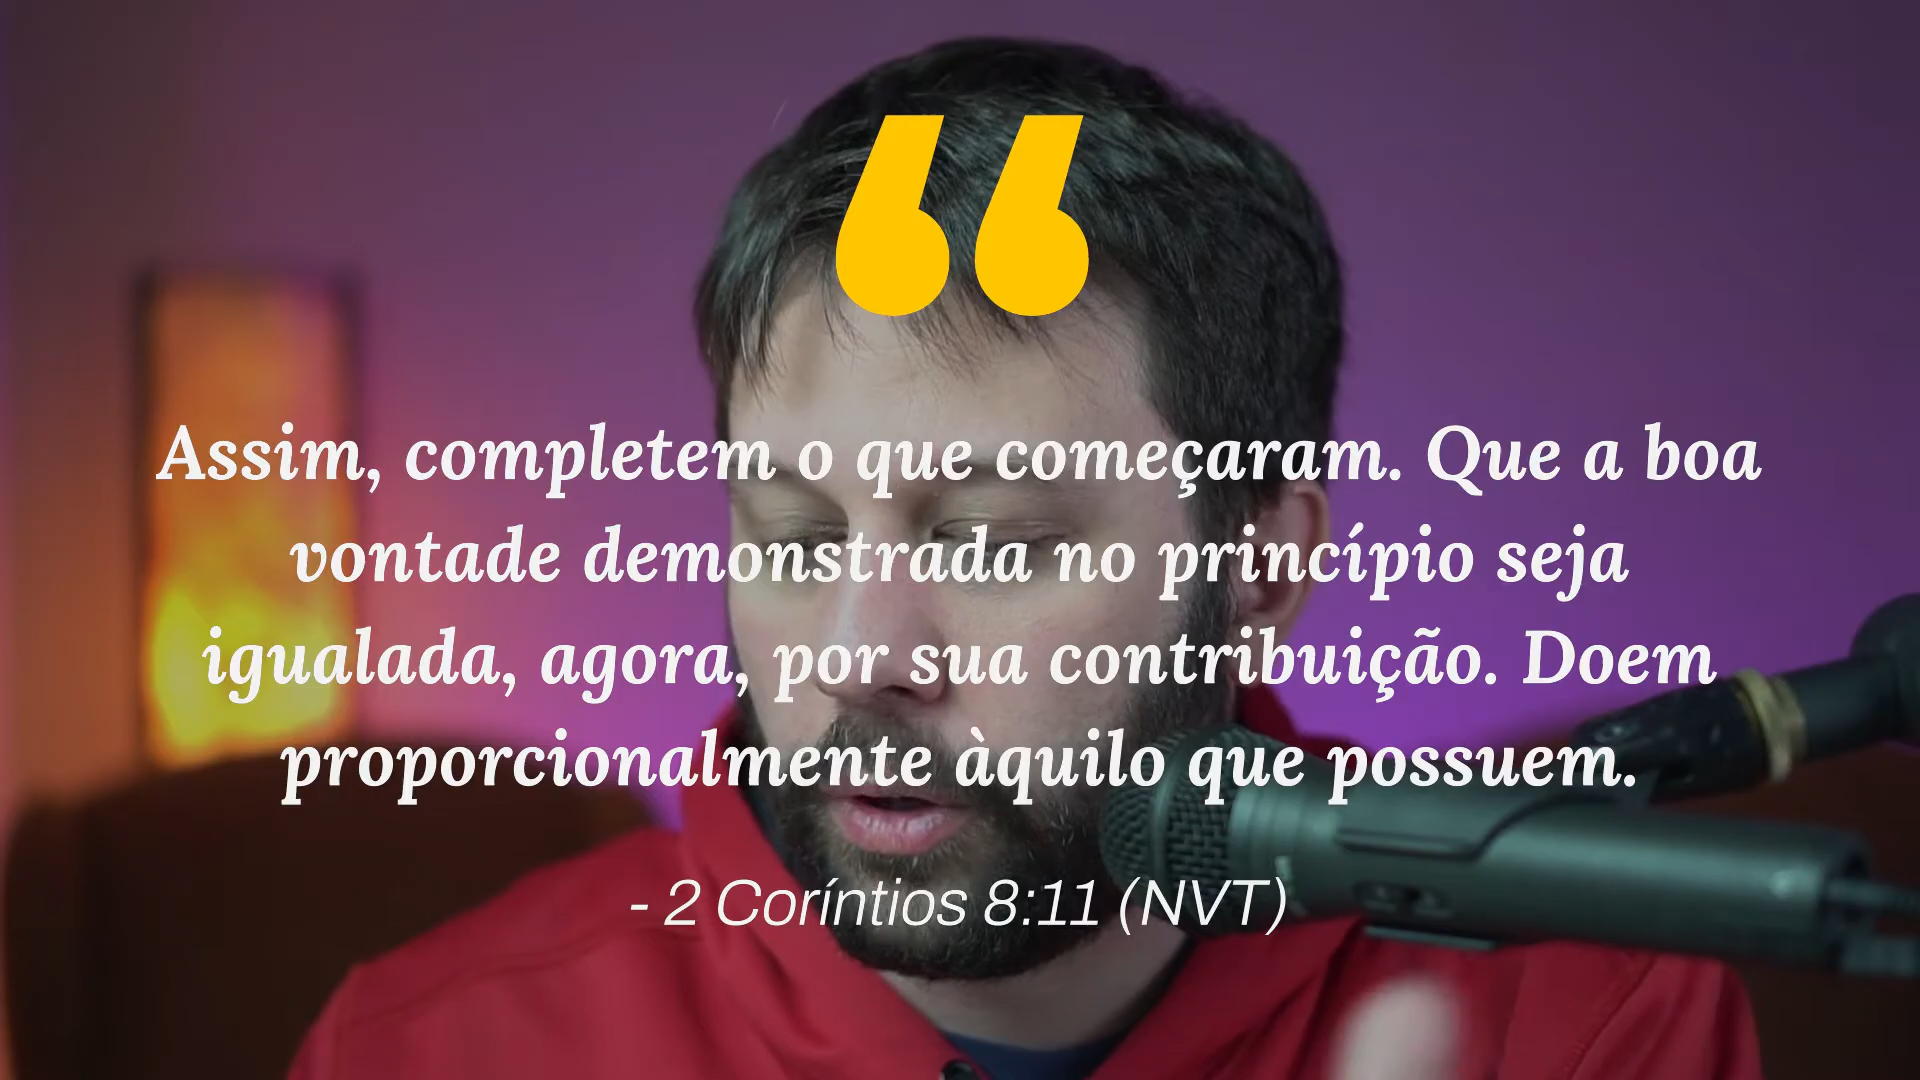 “
Assim, completem o que começaram. Que a boa
vontade demonstrada no princípio seja
igualada, agora, por sua contribuição. Doem
proporcionalmente àquilo que possuem.
- 2 Coríntios 8:11 (NVT)